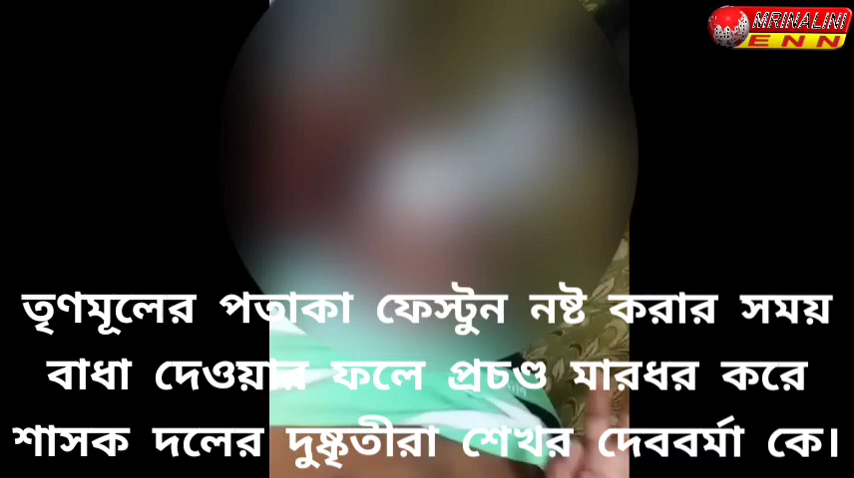 MRINALINI
ENN
তৃণমূলের পতাকা ফেস্টুন নষ্ট করার সময়
বাধা দেওয়ার ফলে প্রচণ্ড মারধর করে
শাসক দলের দুষ্কৃতীরা শেখর দেববর্মা কে।